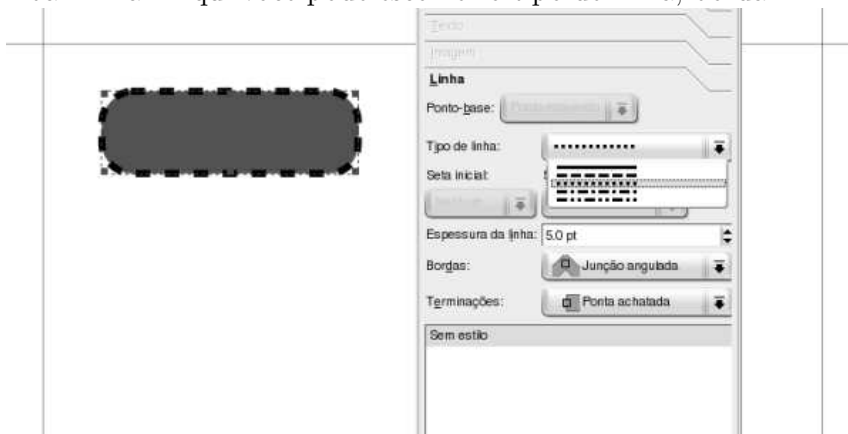 Texto
Imagem
Linha
Ponto-base:
Tipo de linha:
Seta inicial:
Espessura da linha: 5.0 pt
Bordas: Junção angulada
Terminações: Ponta achatada
Sem estilo